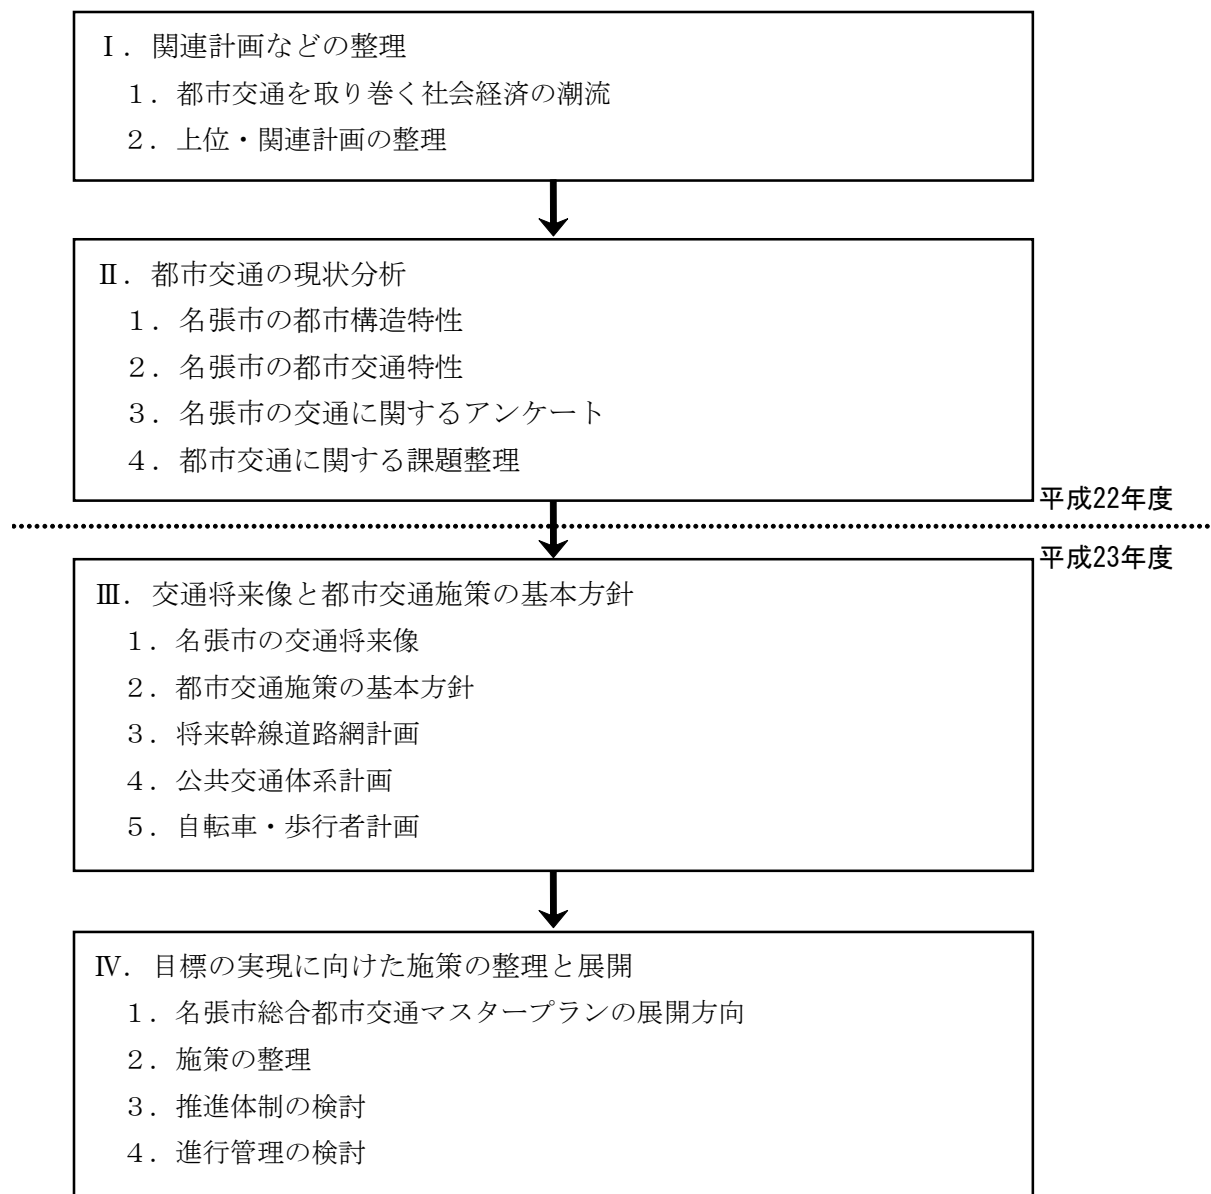 Ⅰ．関連計画などの整理
１．都市交通を取り巻く社会経済の潮流
２．上位・関連計画の整理
Ⅱ．都市交通の現状分析
１．名張市の都市構造特性
２．名張市の都市交通特性
３．名張市の交通に関するアンケート
４．都市交通に関する課題整理
平成22年度
平成23年度
Ⅲ．交通将来像と都市交通施策の基本方針
１．名張市の交通将来像
２．都市交通施策の基本方針
３．将来幹線道路網計画
４．公共交通体系計画
５．自転車・歩行者計画
Ⅳ．目標の実現に向けた施策の整理と展開
１．名張市総合都市交通マスタープランの展開方向
２．施策の整理
３．推進体制の検討
４．進行管理の検討